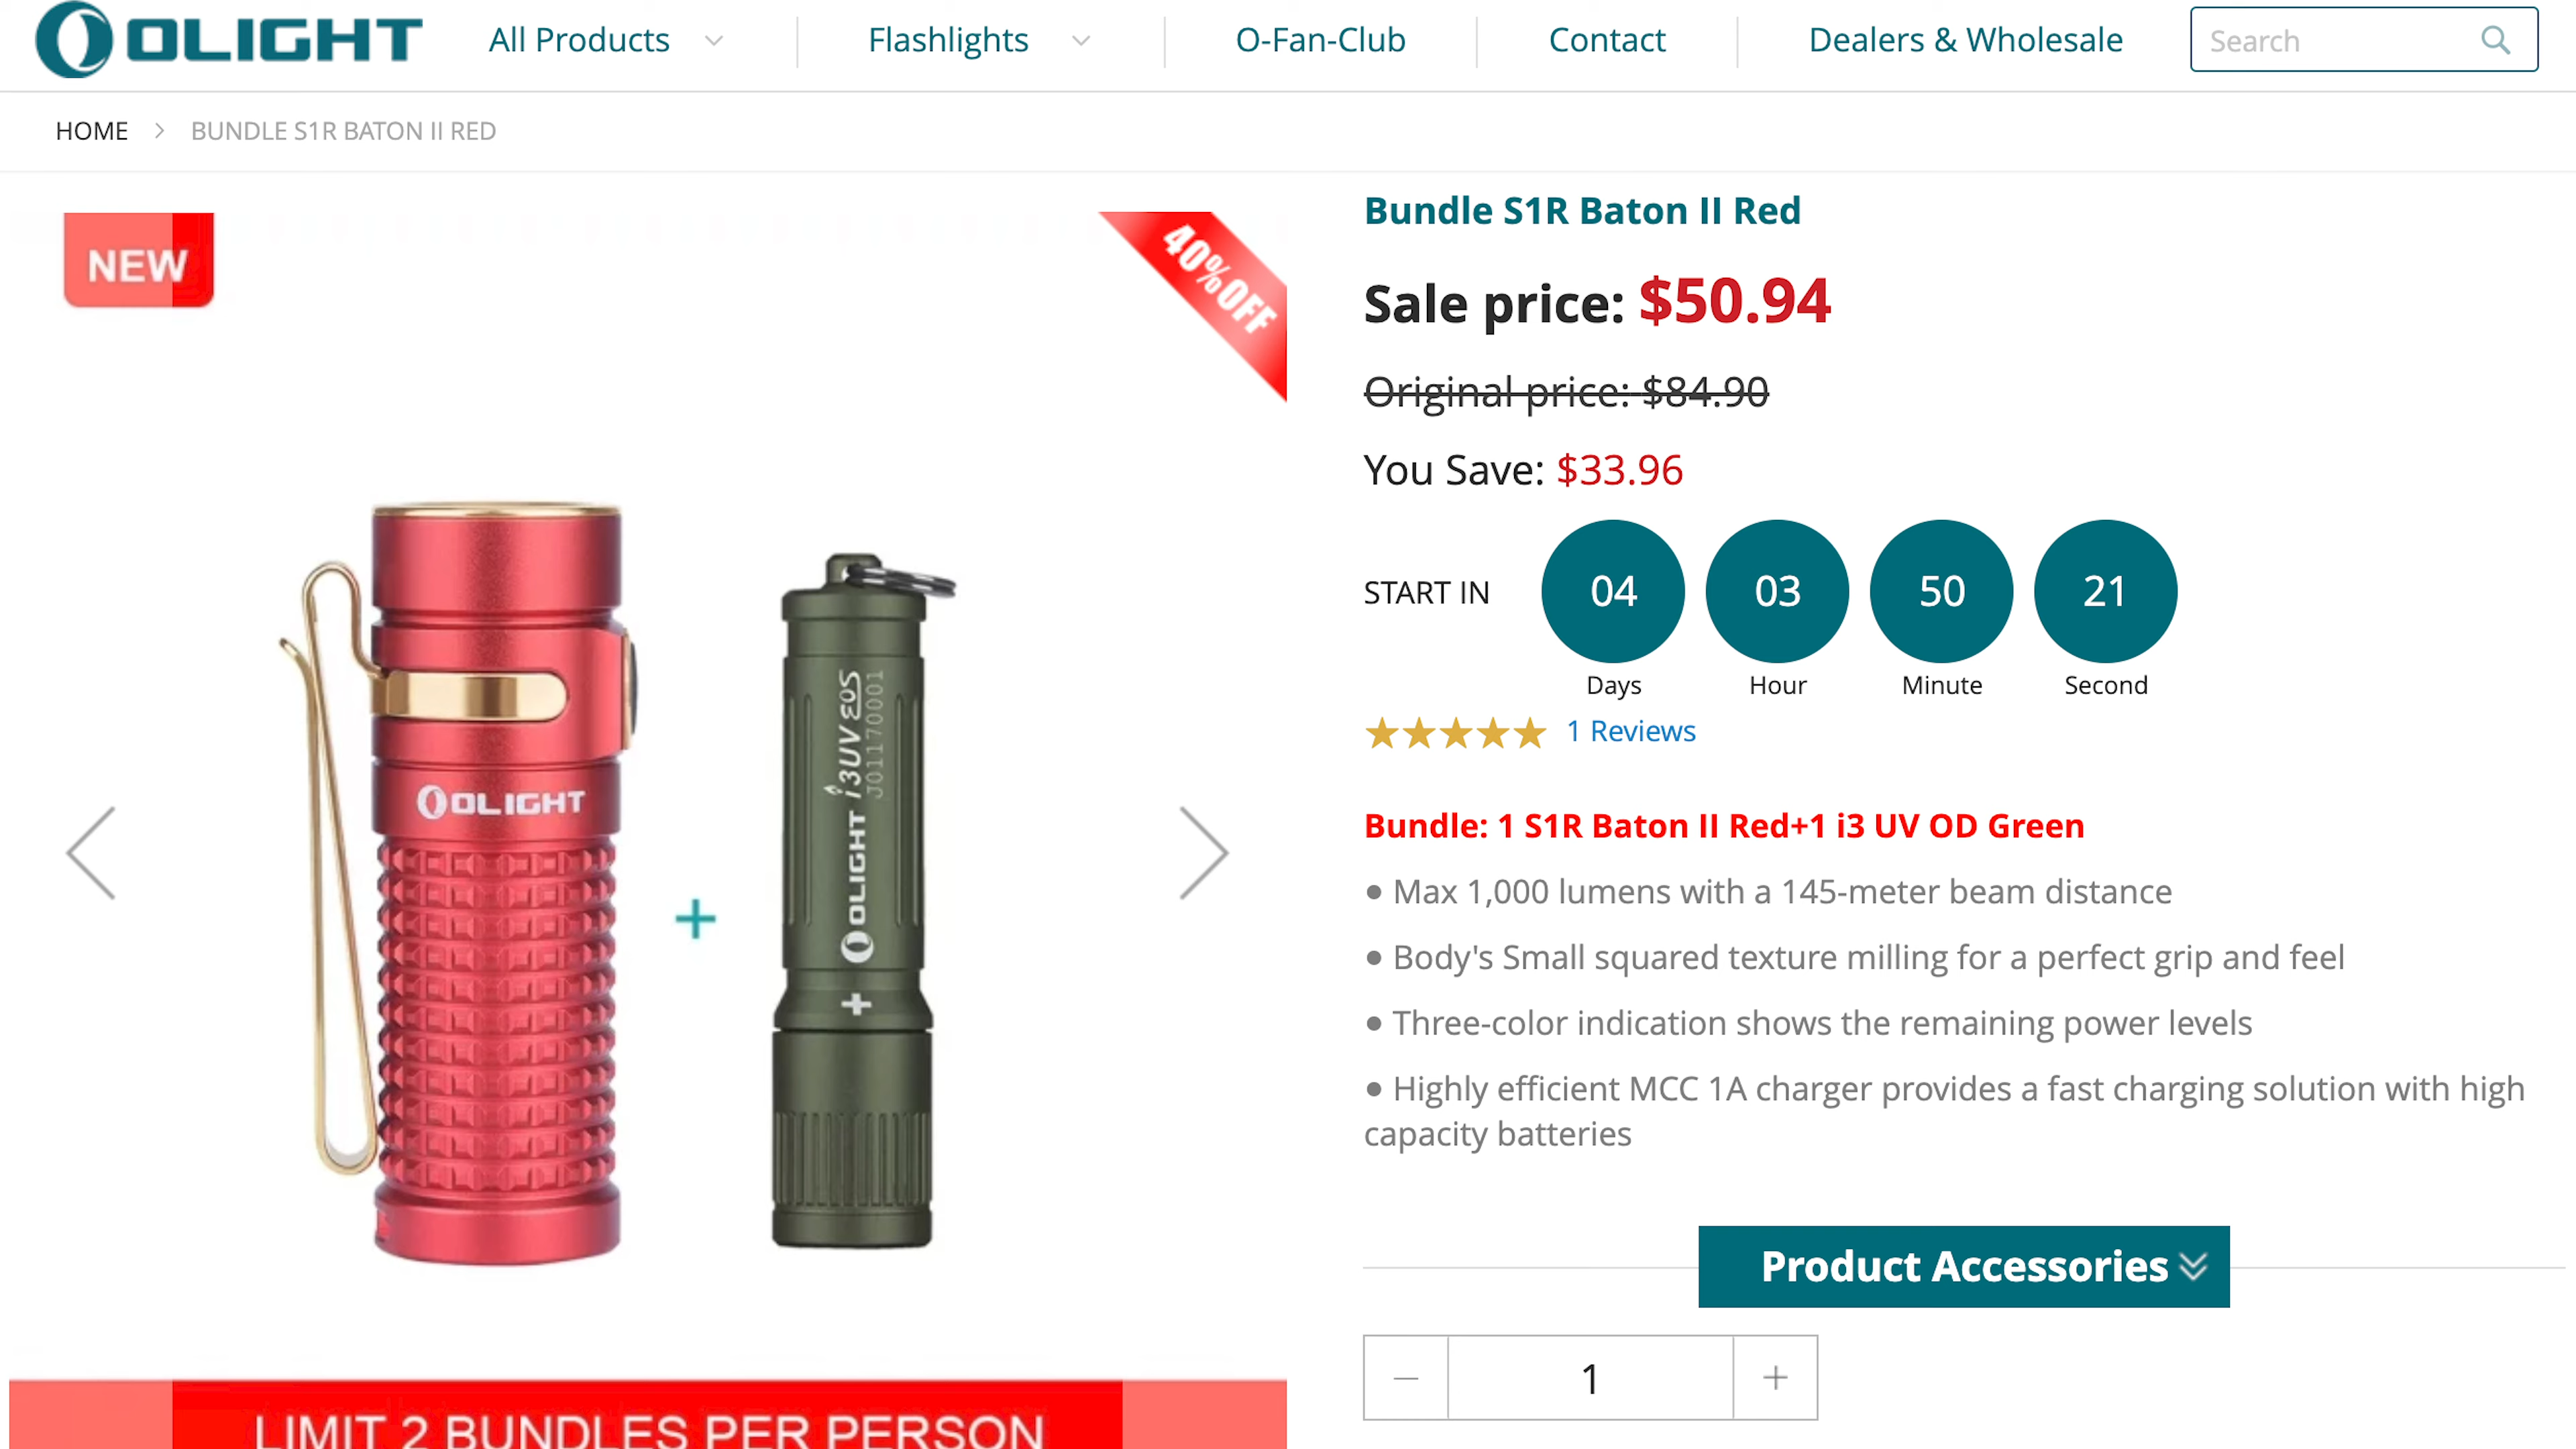 OLIGHT
All Products
Flashlights
O-Fan-Club
Contact
Dealers & Wholesale
Search
HOME > BUNDLE S1R BATON II RED
NEW
40%OFF
OLIGHT
OLIGHT i3UV EOS
J01170001
+
Bundle S1R Baton II Red
Sale price: $50.94
Original price: $84.90
You Save: $33.96
START IN
04 03 50 21
Days Hour Minute Second
1 Reviews
Bundle: 1 S1R Baton II Red+1 i3 UV OD Green
● Max 1,000 lumens with a 145-meter beam distance
● Body's Small squared texture milling for a perfect grip and feel
● Three-color indication shows the remaining power levels
● Highly efficient MCC 1A charger provides a fast charging solution with high
capacity batteries
Product Accessories
− 1 +
LIMIT 2 BUNDLES PER PERSON